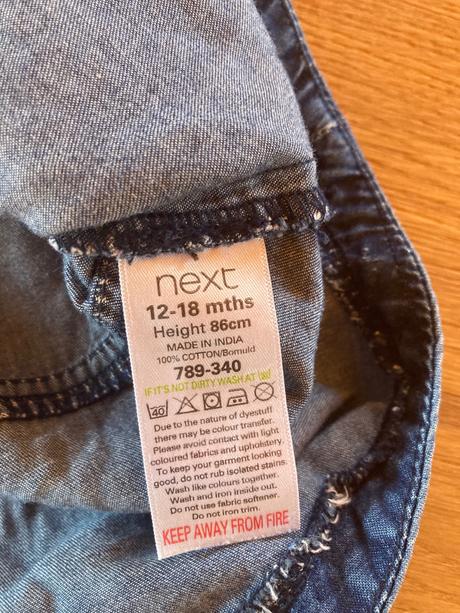 next
12-18 mths
Height 86cm
MADE IN INDIA
100% COTTON/Bomuld
789-340
IF IT'S NOT DIRTY WASH AT 30°
40
Due to the nature of dyestuff
there may be colour transfer.
Please avoid contact with light
coloured fabrics and upholstery.
To keep your garment looking
good, do not rub isolated stains.
Wash like colours together.
Wash and iron inside out.
Do not use fabric softener.
Do not iron trim.
KEEP AWAY FROM FIRE